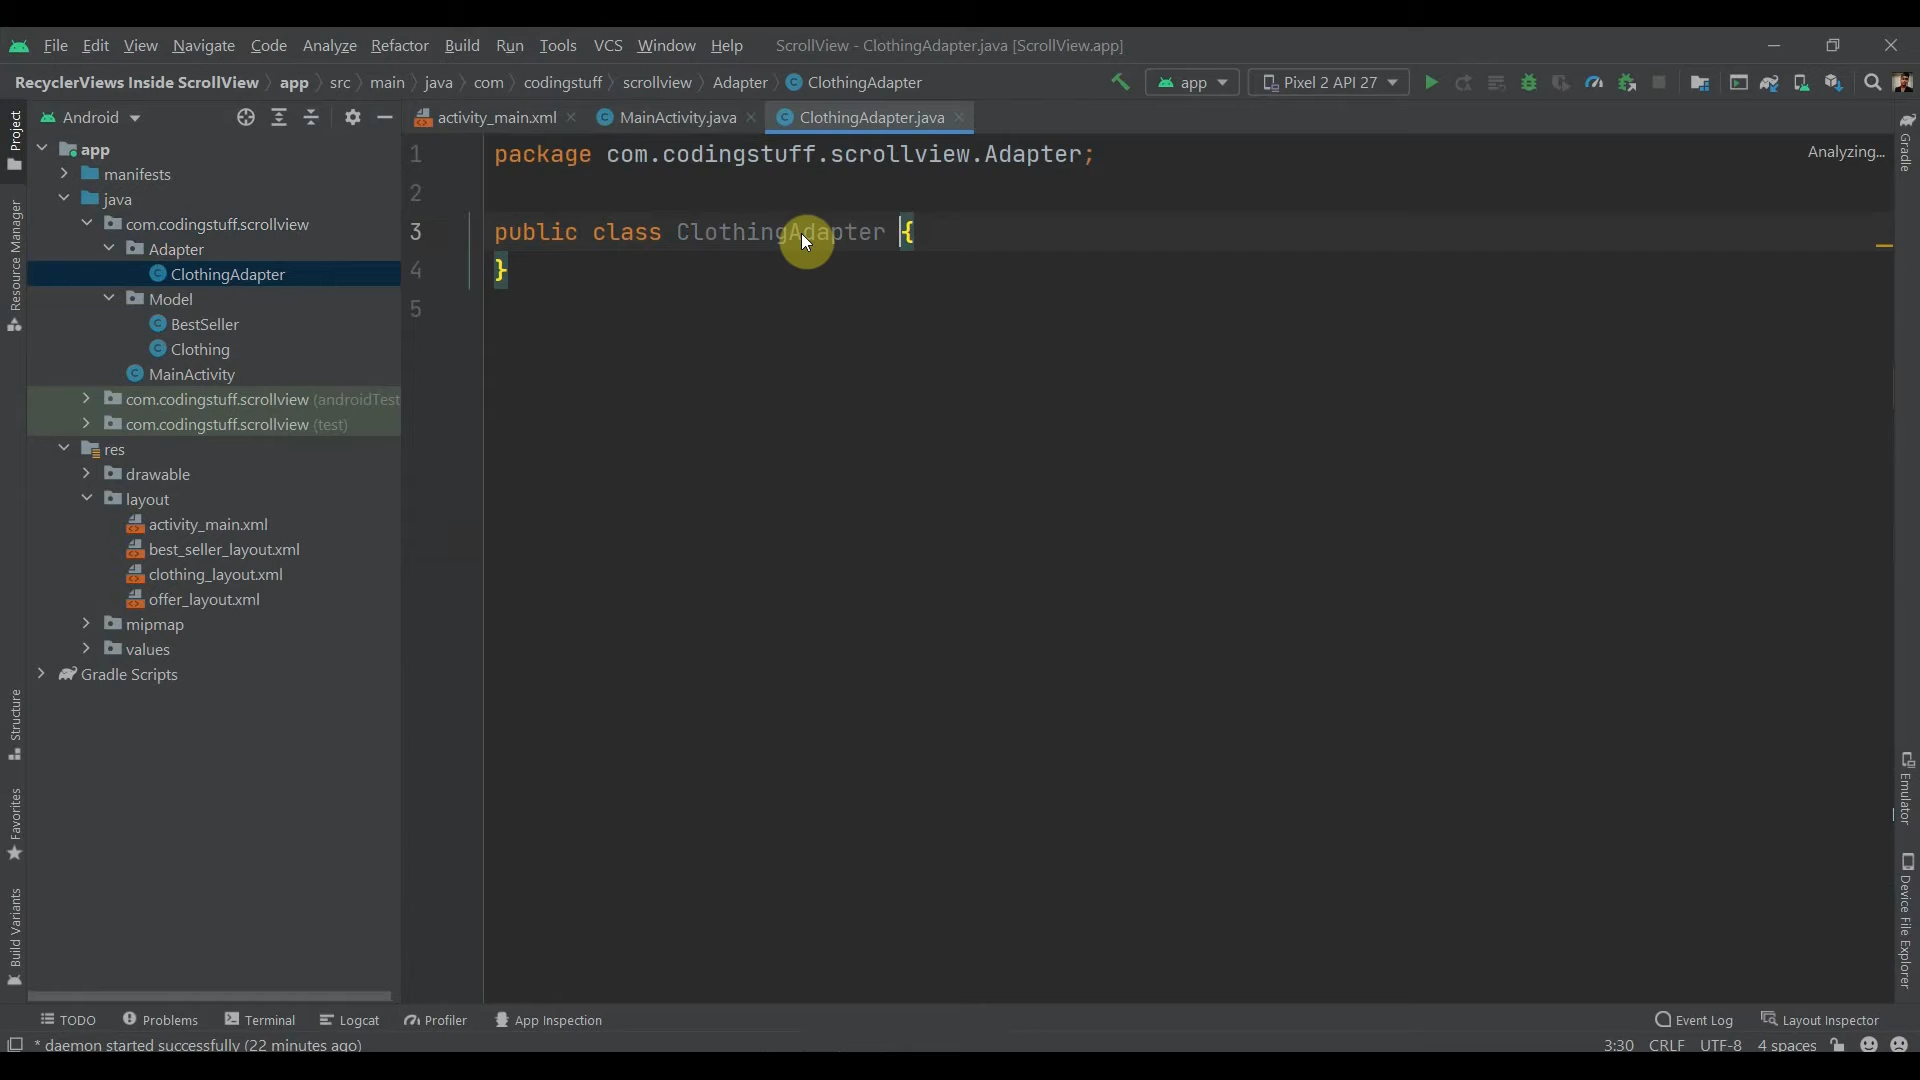 File Edit View Navigate Code Analyze Refactor Build Run Tools VCS Window Help ScrollView - ClothingAdapter.java [ScrollView.app]
RecyclerViews Inside ScrollView app src main java com codingstuff scrollview Adapter ClothingAdapter app Pixel 2 API 27
Android activity_main.xml MainActivity.java ClothingAdapter.java
Project
Resource Manager
Structure
Favorites
Build Variants
app
manifests
java
com.codingstuff.scrollview
Adapter
ClothingAdapter
Model
BestSeller
Clothing
MainActivity
com.codingstuff.scrollview (androidTest
com.codingstuff.scrollview (test)
res
drawable
layout
activity_main.xml
best_seller_layout.xml
clothing_layout.xml
offer_layout.xml
mipmap
values
Gradle Scripts
1 package com.codingstuff.scrollview.Adapter;
2
3 public class ClothingAdapter {
4 }
5
Analyzing...
Gradle
Emulator
Device File Explorer
TODO Problems Terminal Logcat Profiler App Inspection Event Log Layout Inspector
* daemon started successfully (22 minutes ago) 3:30 CRLF UTF-8 4 spaces